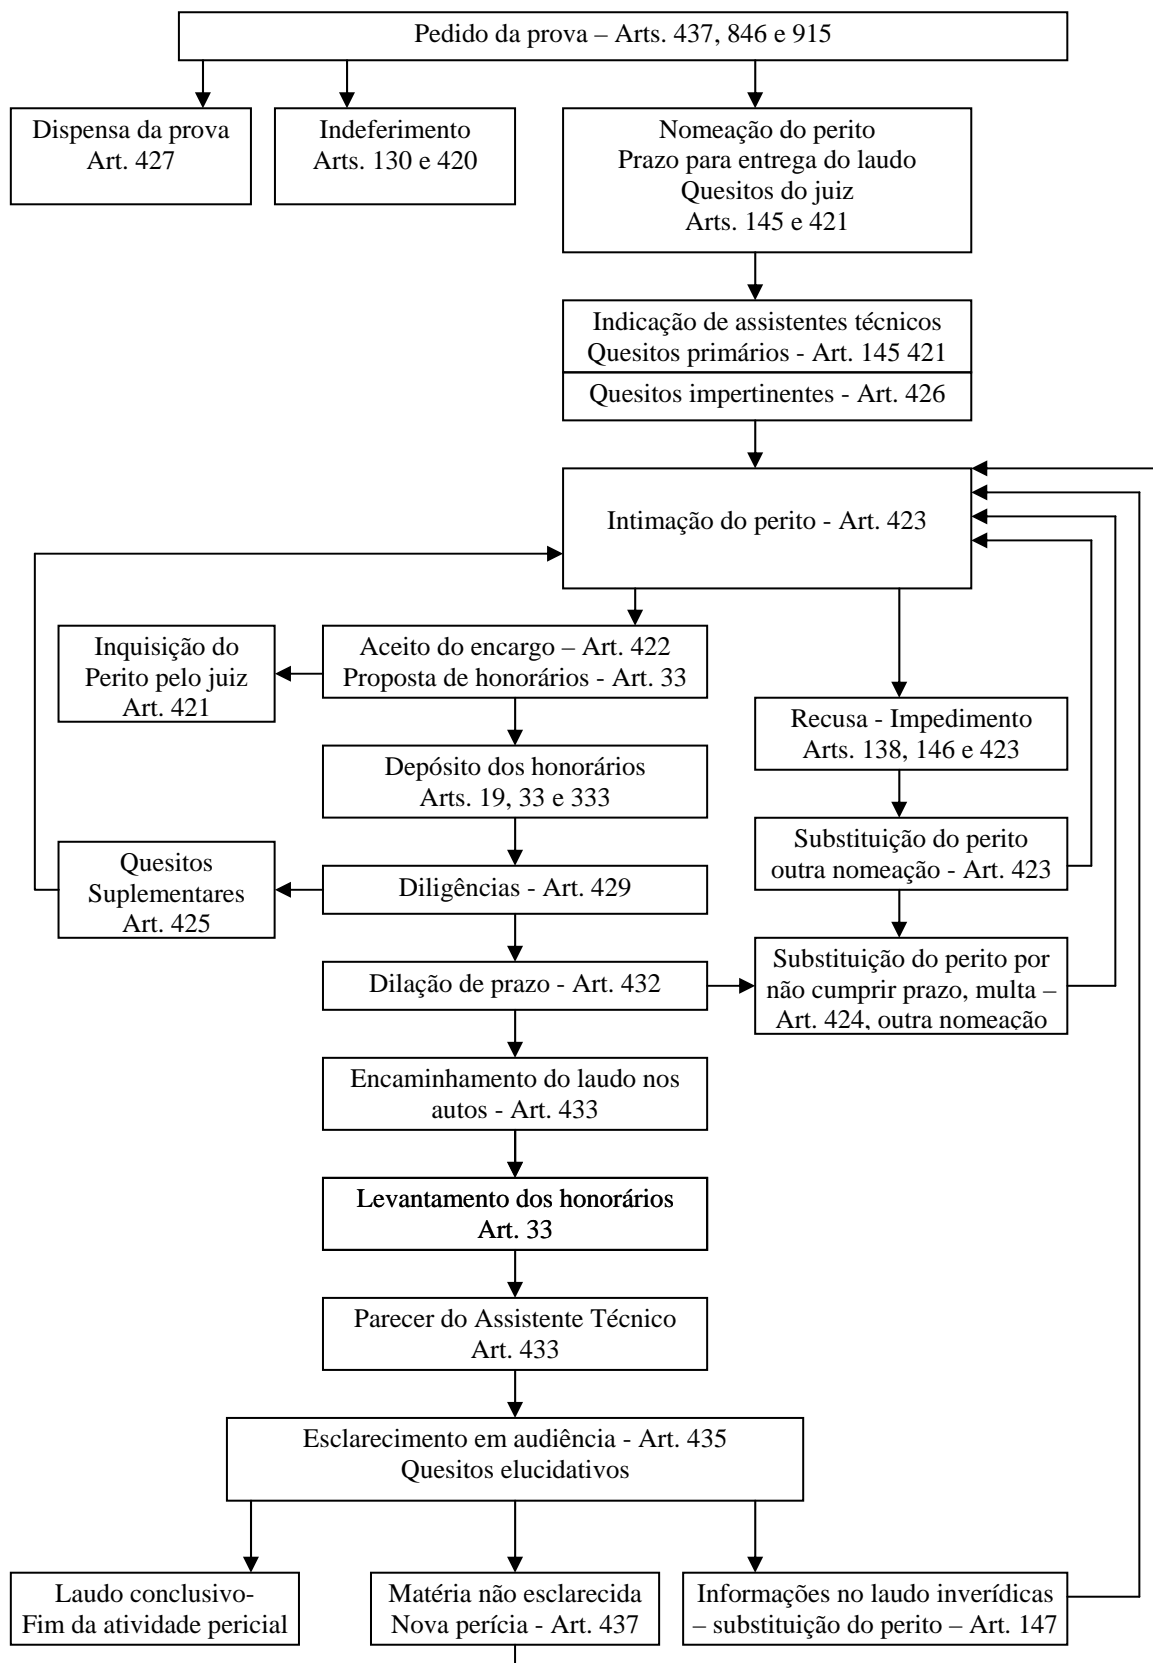 Pedido da prova – Arts. 437, 846 e 915
Dispensa da prova
Art. 427
Indeferimento
Arts. 130 e 420
Nomeação do perito
Prazo para entrega do laudo
Quesitos do juiz
Arts. 145 e 421
Indicação de assistentes técnicos
Quesitos primários - Art. 145 421
Quesitos impertinentes - Art. 426
Intimação do perito - Art. 423
Inquisição do
Perito pelo juiz
Art. 421
Aceito do encargo – Art. 422
Proposta de honorários - Art. 33
Recusa - Impedimento
Arts. 138, 146 e 423
Depósito dos honorários
Arts. 19, 33 e 333
Substituição do perito
outra nomeação - Art. 423
Quesitos
Suplementares
Art. 425
Diligências - Art. 429
Dilação de prazo - Art. 432
Substituição do perito por
não cumprir prazo, multa –
Art. 424, outra nomeação
Encaminhamento do laudo nos
autos - Art. 433
Levantamento dos honorários
Art. 33
Parecer do Assistente Técnico
Art. 433
Esclarecimento em audiência - Art. 435
Quesitos elucidativos
Laudo conclusivo-
Fim da atividade pericial
Matéria não esclarecida
Nova perícia - Art. 437
Informações no laudo inverídicas
– substituição do perito – Art. 147